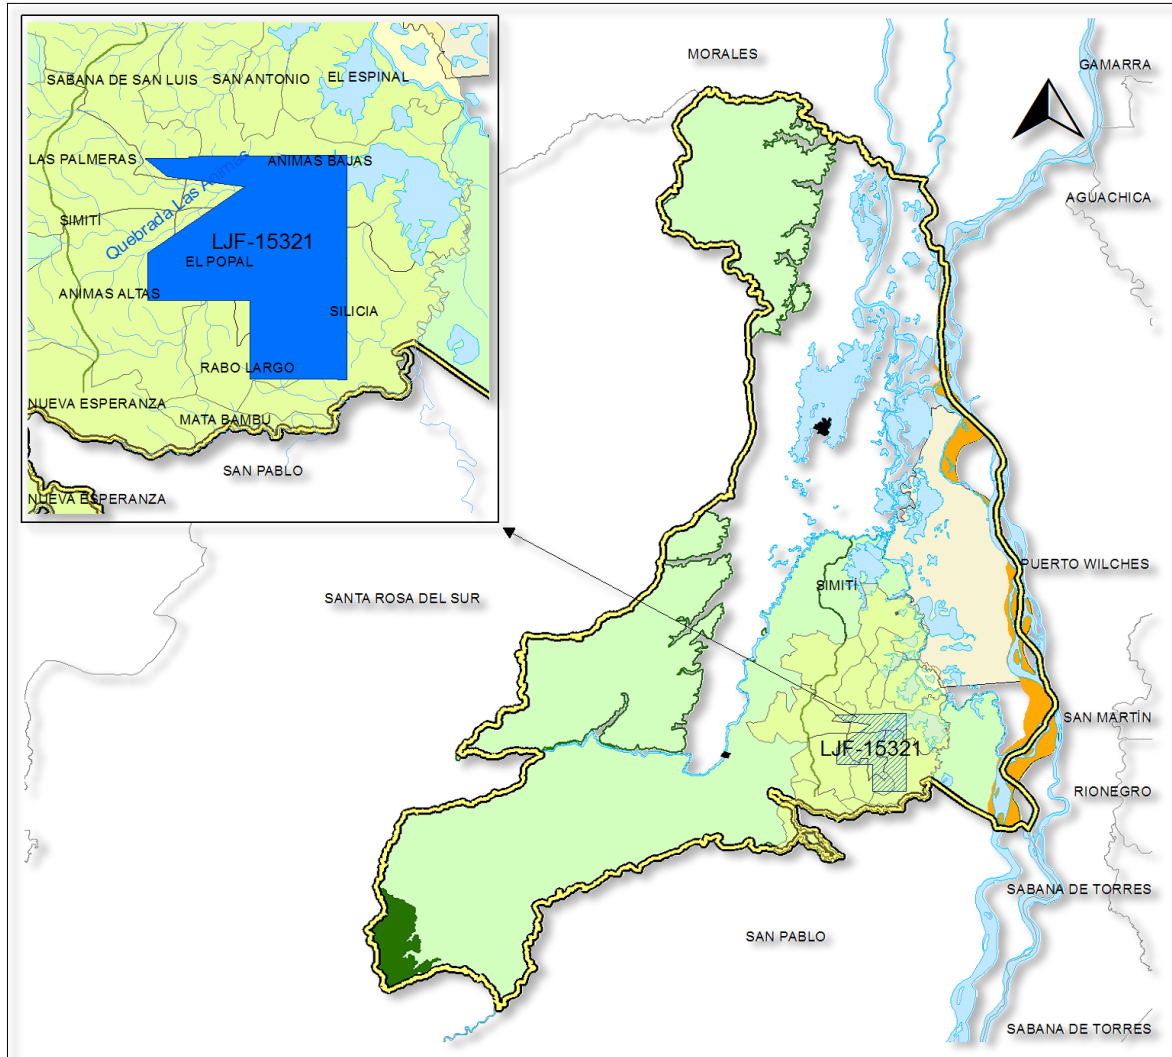 MORALES
GAMARRA
SABANA DE SAN LUIS
SAN ANTONIO
EL ESPINAL
LAS PALMERAS
ANIMAS BAJAS
Quebrada Las Animas
SIMITÍ
LJF-15321
EL POPAL
ANIMAS ALTAS
SILICIA
RABO LARGO
NUEVA ESPERANZA
MATA BAMBU
SAN PABLO
NUEVA ESPERANZA
AGUACHICA
PUERTO WILCHES
SIMITÍ
SANTA ROSA DEL SUR
SAN MARTÍN
LJF-15321
RIONEGRO
SABANA DE TORRES
SAN PABLO
SABANA DE TORRES